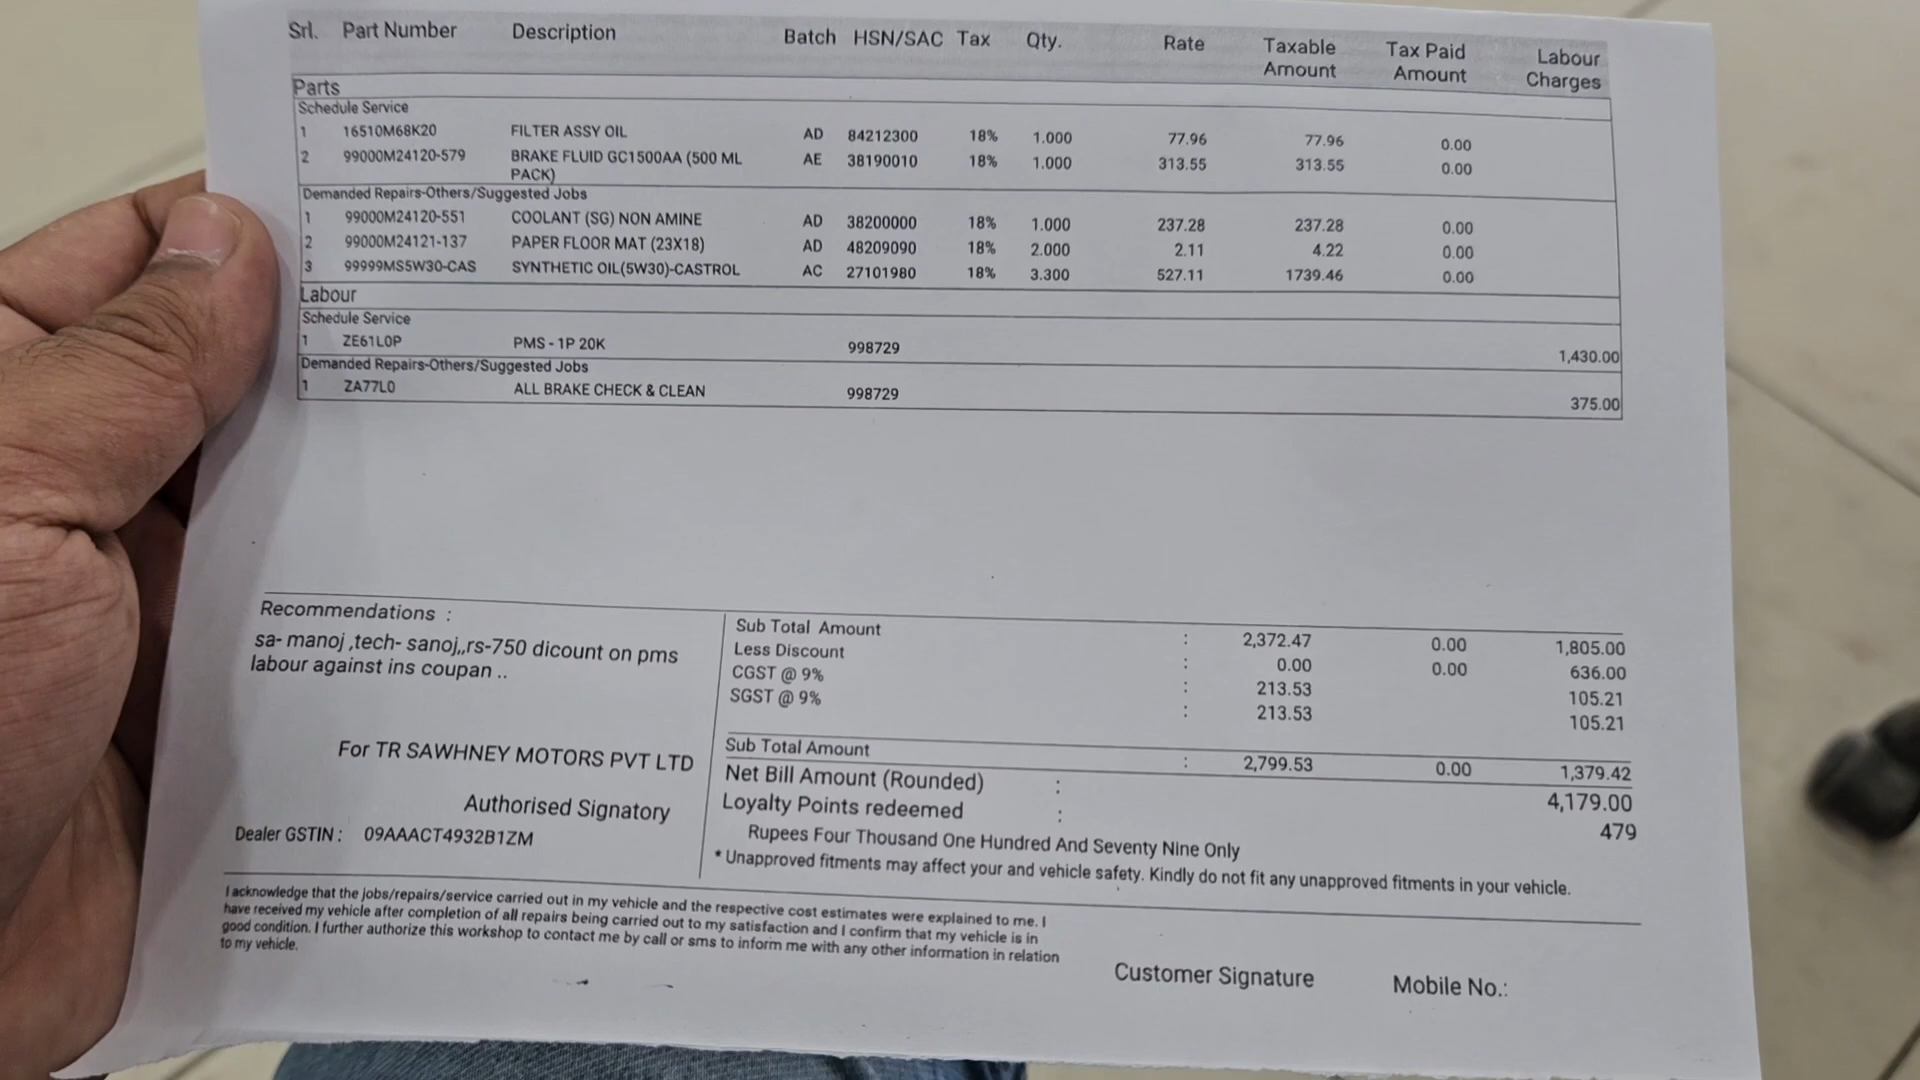 Srl. Part Number Description Batch HSN/SAC Tax Qty. Rate Taxable Amount Tax Paid Amount Labour Charges
Parts
Schedule Service
1 16510M68K20 FILTER ASSY OIL AD 84212300 18% 1.000 77.96 77.96 0.00
2 99000M24120-579 BRAKE FLUID GC1500AA (500 ML AE 38190010 18% 1.000 313.55 313.55 0.00
PACK)
Demanded Repairs-Others/Suggested Jobs
1 99000M24120-551 COOLANT (SG) NON AMINE AD 38200000 18% 1.000 237.28 237.28 0.00
2 99000M24121-137 PAPER FLOOR MAT (23X18) AD 48209090 18% 2.000 2.11 4.22 0.00
3 99999MS5W30-CAS SYNTHETIC OIL(5W30)-CASTROL AC 27101980 18% 3.300 527.11 1739.46 0.00
Labour
Schedule Service
1 ZE61L0P PMS - 1P 20K 998729 1,430.00
Demanded Repairs-Others/Suggested Jobs
1 ZA77L0 ALL BRAKE CHECK & CLEAN 998729 375.00
Recommendations :
sa- manoj ,tech- sanoj,,rs-750 dicount on pms
labour against ins coupan ..
For TR SAWHNEY MOTORS PVT LTD
Authorised Signatory
Dealer GSTIN : 09AAACT4932B1ZM
Sub Total Amount : 2,372.47 0.00 1,805.00
Less Discount : 0.00 0.00 636.00
CGST @ 9% : 213.53 105.21
SGST @ 9% : 213.53 105.21
Sub Total Amount : 2,799.53 0.00 1,379.42
Net Bill Amount (Rounded) : 4,179.00
Loyalty Points redeemed : 479
Rupees Four Thousand One Hundred And Seventy Nine Only
* Unapproved fitments may affect your and vehicle safety. Kindly do not fit any unapproved fitments in your vehicle.
I acknowledge that the jobs/repairs/service carried out in my vehicle and the respective cost estimates were explained to me. I
have received my vehicle after completion of all repairs being carried out to my satisfaction and I confirm that my vehicle is in
good condition. I further authorize this workshop to contact me by call or sms to inform me with any other information in relation
to my vehicle.
Customer Signature Mobile No.: